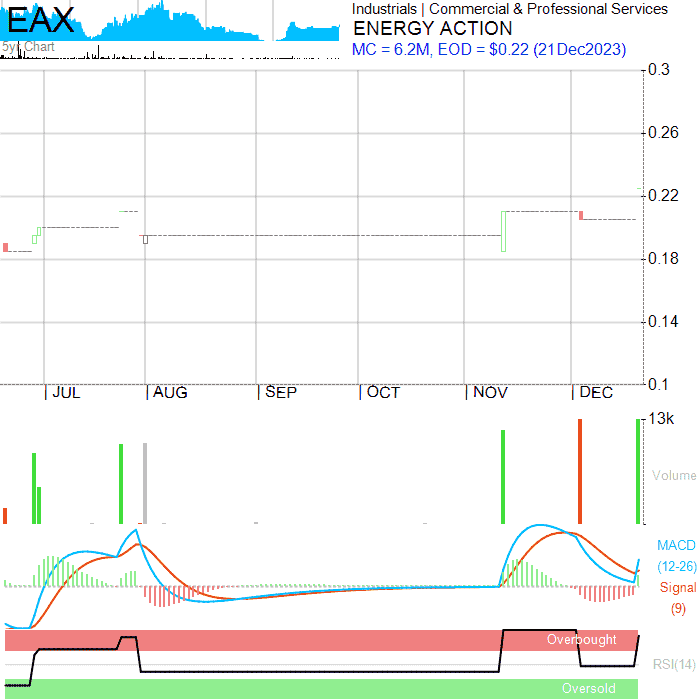 EAX
5yr Chart
Industrials | Commercial & Professional Services
ENERGY ACTION
MC = 6.2M, EOD = $0.22 (21Dec2023)
0.3
0.26
0.22
0.18
0.14
0.1
JUL AUG SEP OCT NOV DEC
13k
Volume
MACD
(12-26)
Signal
(9)
Overbought
RSI(14)
Oversold